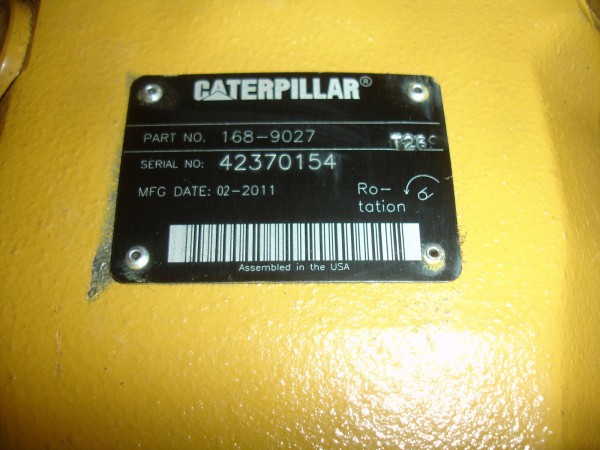 CATERPILLAR®
PART NO. 168-9027
SERIAL NO: 42370154
MFG DATE: 02-2011
Ro-
tation
Assembled in the USA